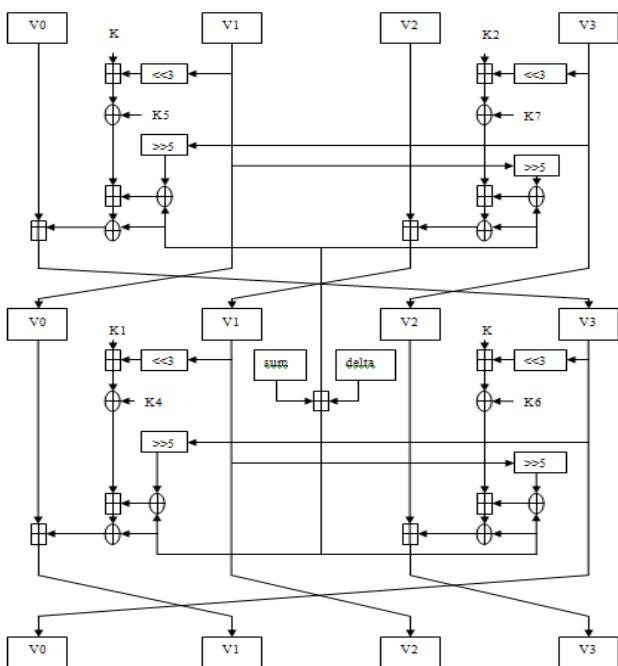 V0 V1 V2 V3
K K2
<<3 <<3
K5 K7
>>5
>>5
V0 V1 V2 V3
K1 K
<<3 sum delta <<3
K4 K6
>>5
>>5
V0 V1 V2 V3